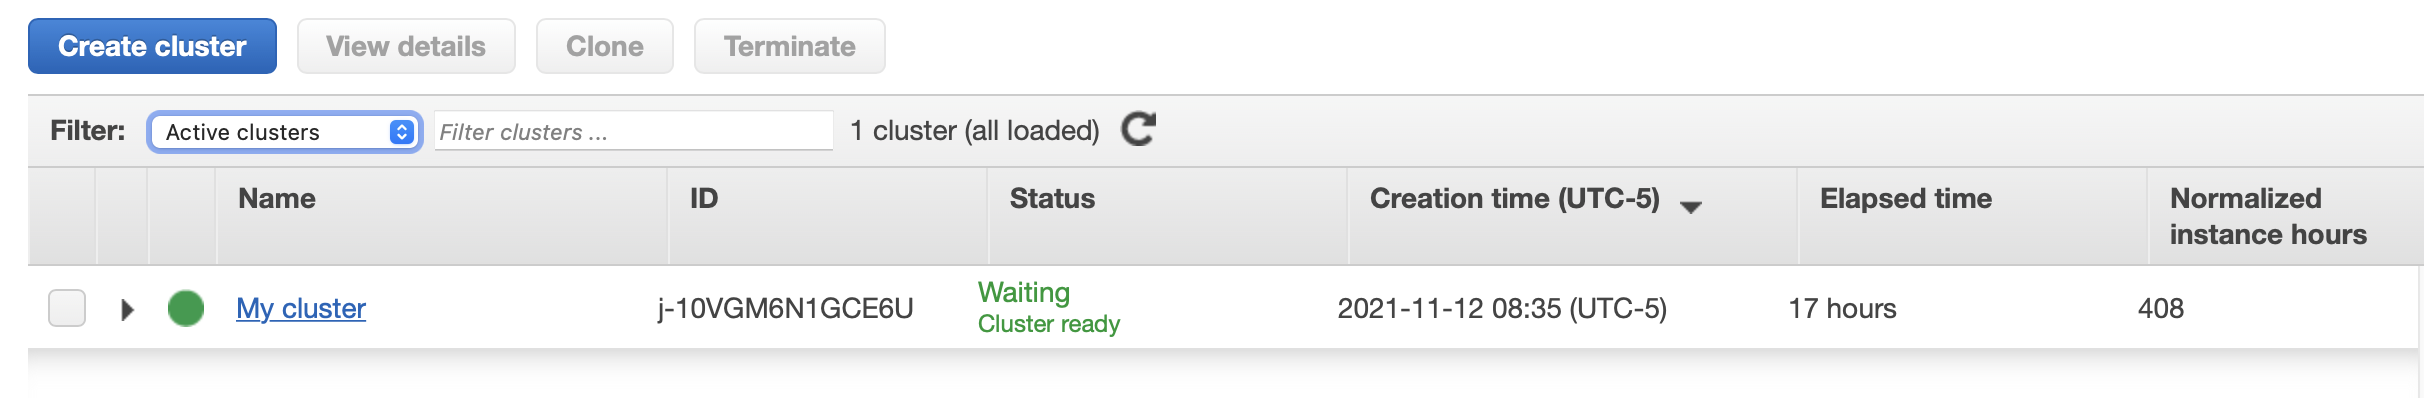 Create cluster View details Clone Terminate
Filter: Active clusters Filter clusters ... 1 cluster (all loaded)
Name ID Status Creation time (UTC-5) Elapsed time Normalized instance hours
My cluster j-10VGM6N1GCE6U Waiting 2021-11-12 08:35 (UTC-5) 17 hours 408
Cluster ready